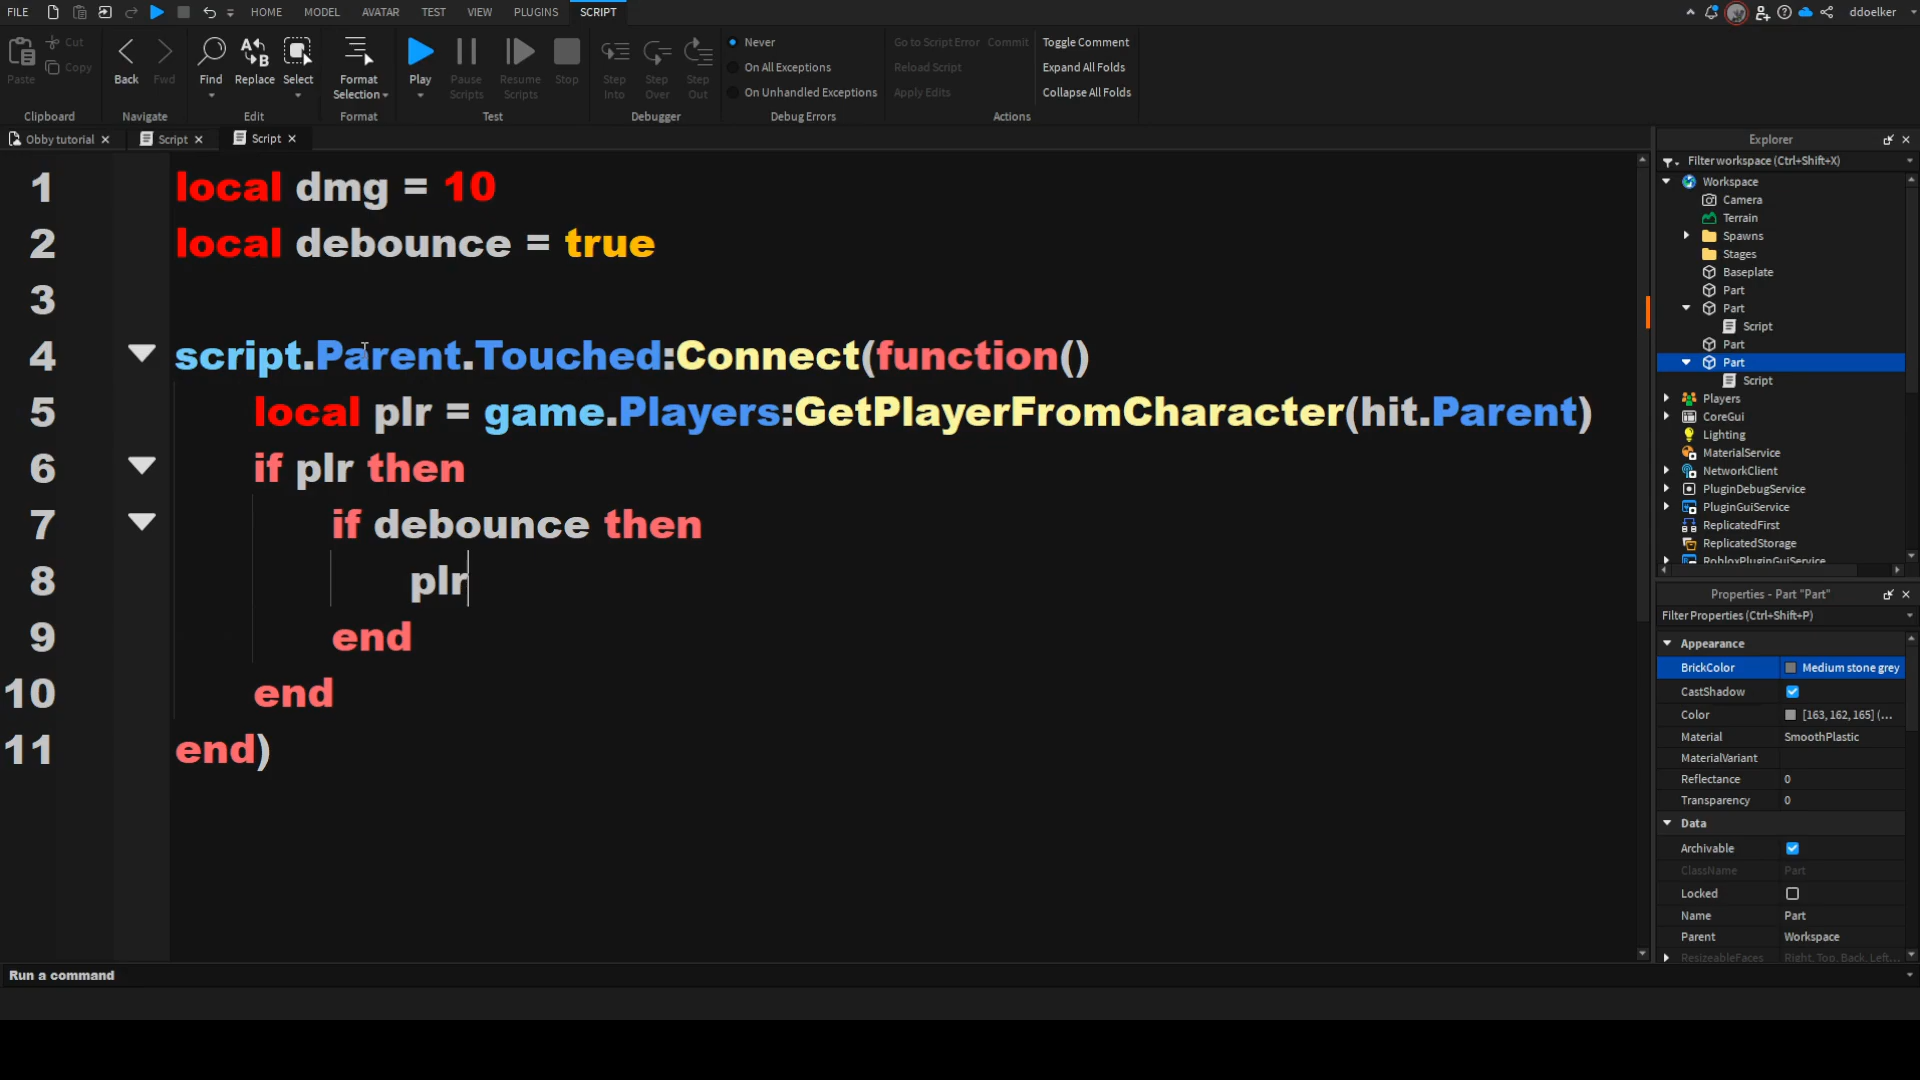 FILE HOME MODEL AVATAR TEST VIEW PLUGINS SCRIPT ddoelker
Paste Cut Copy Clipboard
Back Fwd Navigate
Find Replace Select Edit
Format Selection Format
Play Pause Scripts Resume Scripts Stop Test
Step Into Step Over Step Out Debugger
Never
On All Exceptions
On Unhandled Exceptions
Debug Errors
Go to Script Error Commit Toggle Comment
Reload Script Expand All Folds
Apply Edits Collapse All Folds
Actions
Obby tutorial Script Script
1 local dmg = 10
2 local debounce = true
3
4 script.Parent.Touched:Connect(function()
5 local plr = game.Players:GetPlayerFromCharacter(hit.Parent)
6 if plr then
7 if debounce then
8 plr
9 end
10 end
11 end)
Run a command
Explorer
Filter workspace (Ctrl+Shift+X)
Workspace
Camera
Terrain
Spawns
Stages
Baseplate
Part
Part
Script
Part
Part
Script
Players
CoreGui
Lighting
MaterialService
NetworkClient
PluginDebugService
PluginGuiService
ReplicatedFirst
ReplicatedStorage
RobloxPluginGuiService
Properties - Part "Part"
Filter Properties (Ctrl+Shift+P)
Appearance
BrickColor Medium stone grey
CastShadow
Color [163, 162, 165] (...
Material SmoothPlastic
MaterialVariant
Reflectance 0
Transparency 0
Data
Archivable
ClassName Part
Locked
Name Part
Parent Workspace
ResizeableFaces Right, Top, Back, Left...